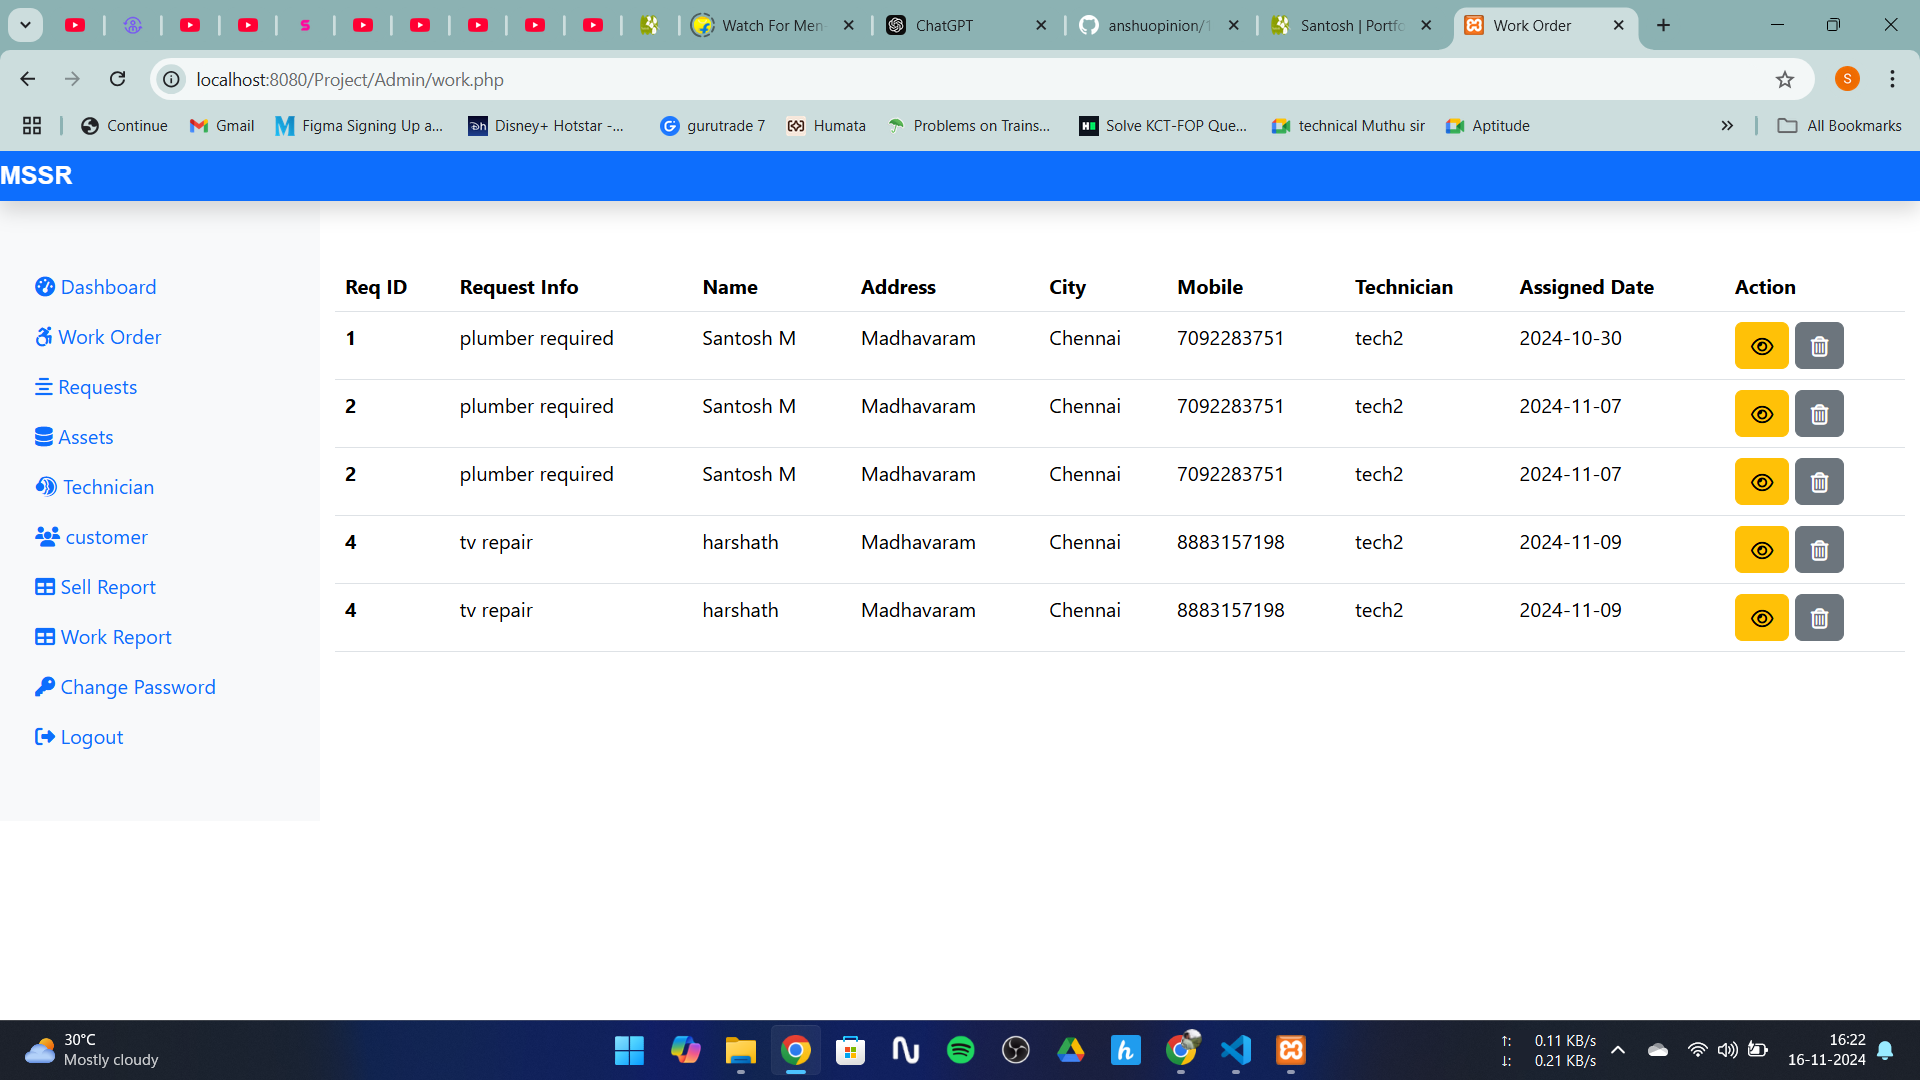 Watch For Men
ChatGPT
anshuopinion/1
Santosh | Portfo
Work Order
localhost:8080/Project/Admin/work.php
S
Continue
Gmail
Figma Signing Up a...
Disney+ Hotstar -...
gurutrade 7
Humata
Problems on Trains...
Solve KCT-FOP Que...
technical Muthu sir
Aptitude
All Bookmarks
MSSR
Dashboard
Work Order
Requests
Assets
Technician
customer
Sell Report
Work Report
Change Password
Logout
Req ID Request Info Name Address City Mobile Technician Assigned Date Action
1 plumber required Santosh M Madhavaram Chennai 7092283751 tech2 2024-10-30
2 plumber required Santosh M Madhavaram Chennai 7092283751 tech2 2024-11-07
2 plumber required Santosh M Madhavaram Chennai 7092283751 tech2 2024-11-07
4 tv repair harshath Madhavaram Chennai 8883157198 tech2 2024-11-09
4 tv repair harshath Madhavaram Chennai 8883157198 tech2 2024-11-09
30°C
Mostly cloudy
↑: 0.11 KB/s
↓: 0.21 KB/s
16:22
16-11-2024